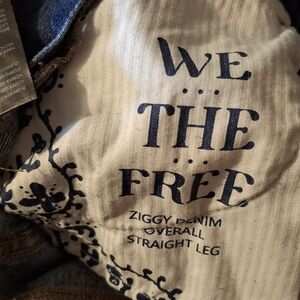 WE
...
THE
...
FREE
ZIGGY DENIM
OVERALL
STRAIGHT LEG